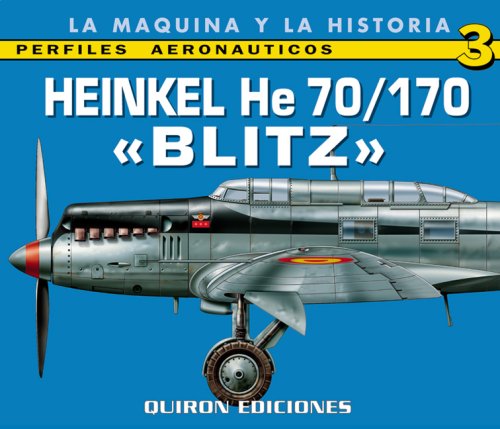 LA MAQUINA Y LA HISTORIA
PERFILES AERONAUTICOS 3
HEINKEL He 70/170
«BLITZ»
QUIRON EDICIONES